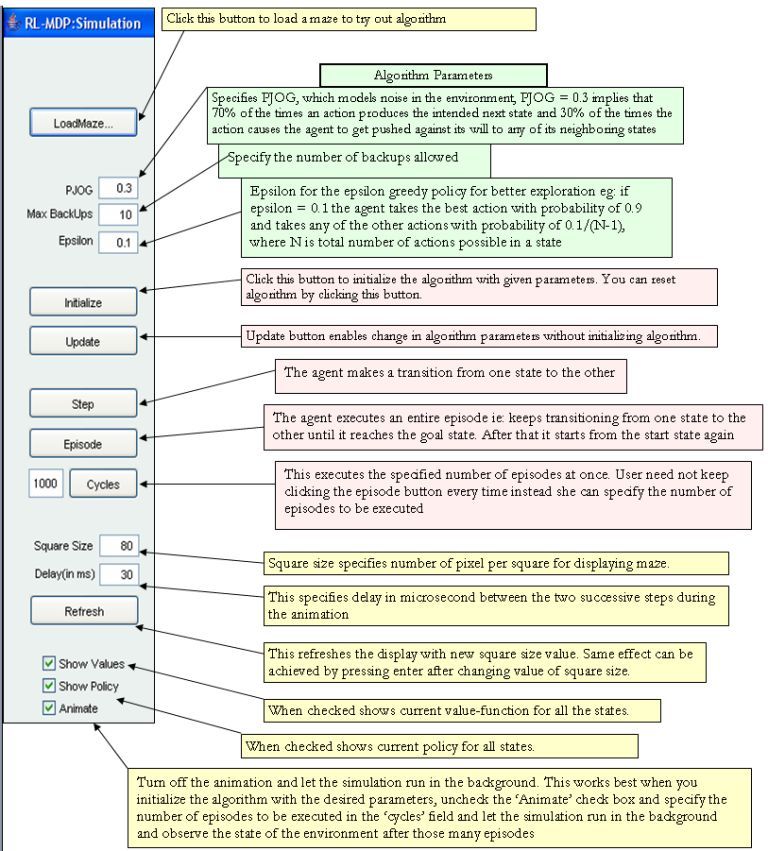 RL-MDP:Simulation
Click this button to load a maze to try out algorithm
Algorithm Parameters
LoadMaze...
Specifies PJOG, which models noise in the environment, PJOG = 0.3 implies that
70% of the times an action produces the intended next state and 30% of the times the
action causes the agent to get pushed against its will to any of its neighboring states
Specify the number of backups allowed
PJOG 0.3
Max BackUps 10
Epsilon 0.1
Epsilon for the epsilon greedy policy for better exploration eg: if
epsilon = 0.1 the agent takes the best action with probability of 0.9
and takes any of the other actions with probability of 0.1/(N-1),
where N is total number of actions possible in a state
Initialize
Click this button to initialize the algorithm with given parameters. You can reset
algorithm by clicking this button.
Update
Update button enables change in algorithm parameters without initializing algorithm.
Step
The agent makes a transition from one state to the other
Episode
The agent executes an entire episode ie: keeps transitioning from one state to the
other until it reaches the goal state. After that it starts from the start state again
1000 Cycles
This executes the specified number of episodes at once. User need not keep
clicking the episode button every time instead she can specify the number of
episodes to be executed
Square Size 80
Square size specifies number of pixel per square for displaying maze.
Delay(in ms) 30
This specifies delay in microsecond between the two successive steps during
the animation
Refresh
This refreshes the display with new square size value. Same effect can be
achieved by pressing enter after changing value of square size.
Show Values
Show Policy
Animate
When checked shows current value-function for all the states.
When checked shows current policy for all states.
Turn off the animation and let the simulation run in the background. This works best when you
initialize the algorithm with the desired parameters, uncheck the ‘Animate’ check box and specify the
number of episodes to be executed in the ‘cycles’ field and let the simulation run in the background
and observe the state of the environment after those many episodes